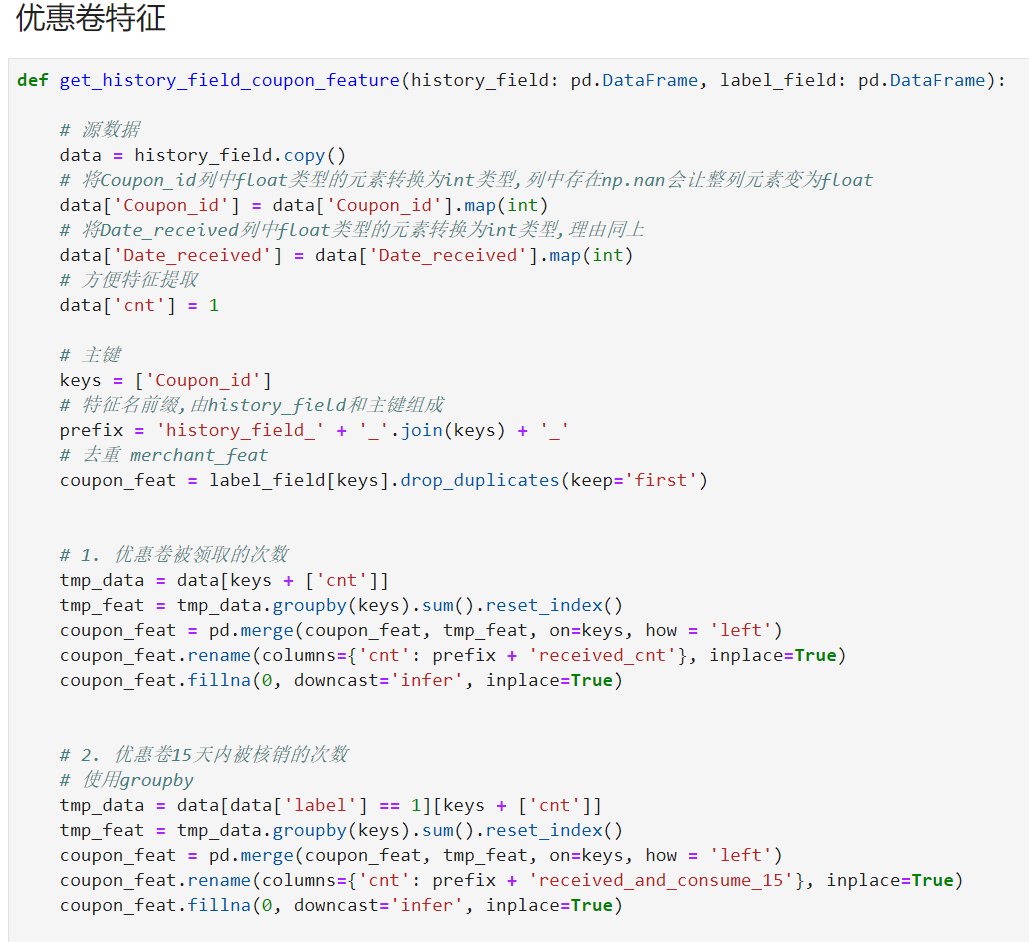 优惠卷特征
def get_history_field_coupon_feature(history_field: pd.DataFrame, label_field: pd.DataFrame):
# 源数据
data = history_field.copy()
# 将Coupon_id列中float类型的元素转换为int类型,列中存在np.nan会让整列元素变为float
data['Coupon_id'] = data['Coupon_id'].map(int)
# 将Date_received列中float类型的元素转换为int类型,理由同上
data['Date_received'] = data['Date_received'].map(int)
# 方便特征提取
data['cnt'] = 1
# 主键
keys = ['Coupon_id']
# 特征名前缀,由history_field和主键组成
prefix = 'history_field_' + '_'.join(keys) + '_'
# 去重 merchant_feat
coupon_feat = label_field[keys].drop_duplicates(keep='first')
# 1. 优惠卷被领取的次数
tmp_data = data[keys + ['cnt']]
tmp_feat = tmp_data.groupby(keys).sum().reset_index()
coupon_feat = pd.merge(coupon_feat, tmp_feat, on=keys, how = 'left')
coupon_feat.rename(columns={'cnt': prefix + 'received_cnt'}, inplace=True)
coupon_feat.fillna(0, downcast='infer', inplace=True)
# 2. 优惠卷15天内被核销的次数
# 使用groupby
tmp_data = data[data['label'] == 1][keys + ['cnt']]
tmp_feat = tmp_data.groupby(keys).sum().reset_index()
coupon_feat = pd.merge(coupon_feat, tmp_feat, on=keys, how = 'left')
coupon_feat.rename(columns={'cnt': prefix + 'received_and_consume_15'}, inplace=True)
coupon_feat.fillna(0, downcast='infer', inplace=True)